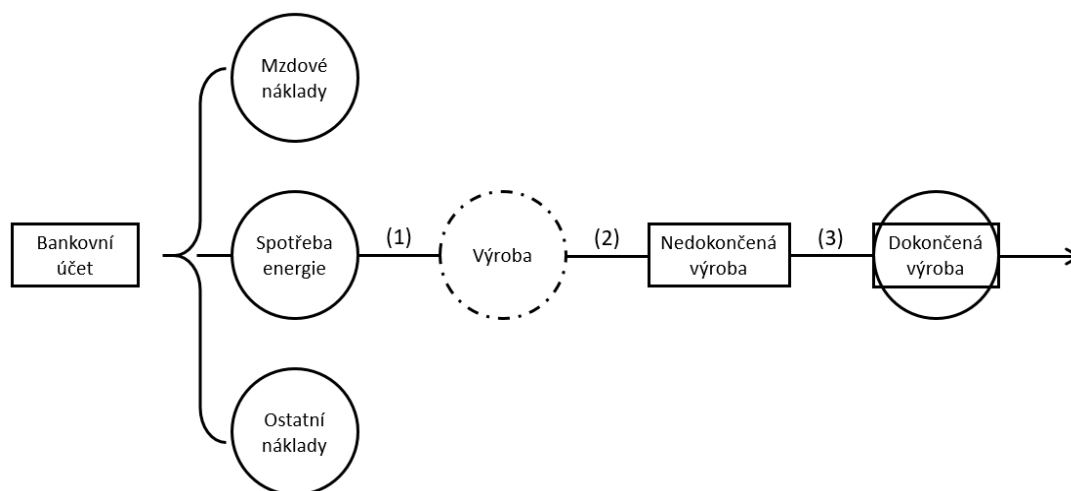 Mzdové
náklady
Bankovní
účet
Spotřeba
energie
(1)
Výroba
(2)
Nedokončená
výroba
(3)
Dokončená
výroba
Ostatní
náklady